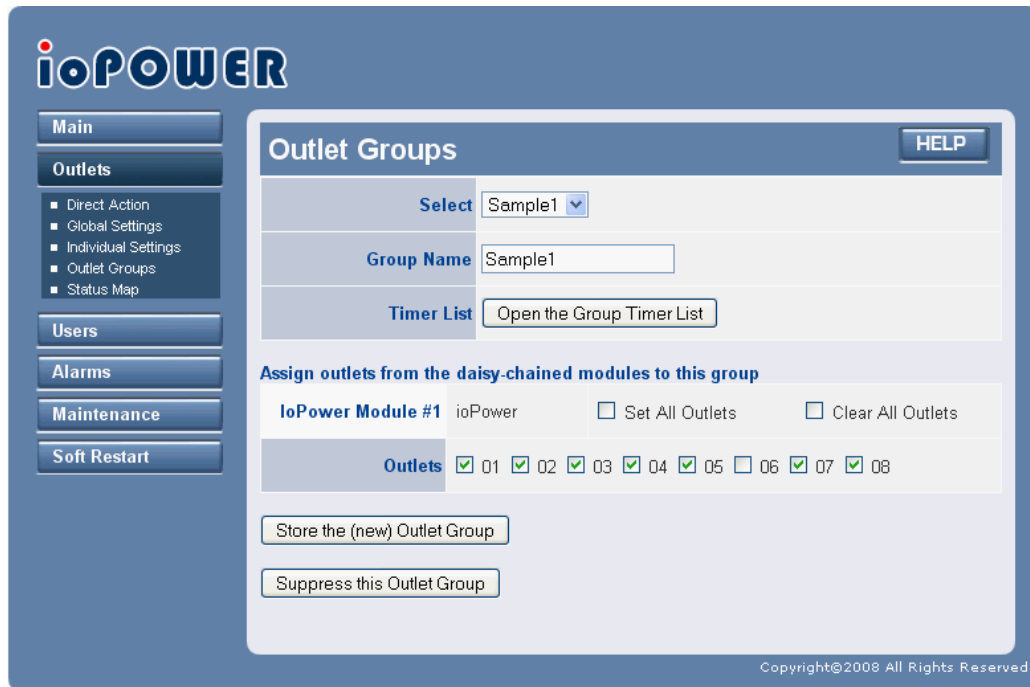 ioPOWER
Main
Outlets
Direct Action
Global Settings
Individual Settings
Outlet Groups
Status Map
Users
Alarms
Maintenance
Soft Restart
Outlet Groups
HELP
Select Sample1
Group Name Sample1
Timer List Open the Group Timer List
Assign outlets from the daisy-chained modules to this group
IoPower Module #1 ioPower Set All Outlets Clear All Outlets
Outlets 01 02 03 04 05 06 07 08
Store the (new) Outlet Group
Suppress this Outlet Group
Copyright©2008 All Rights Reserved